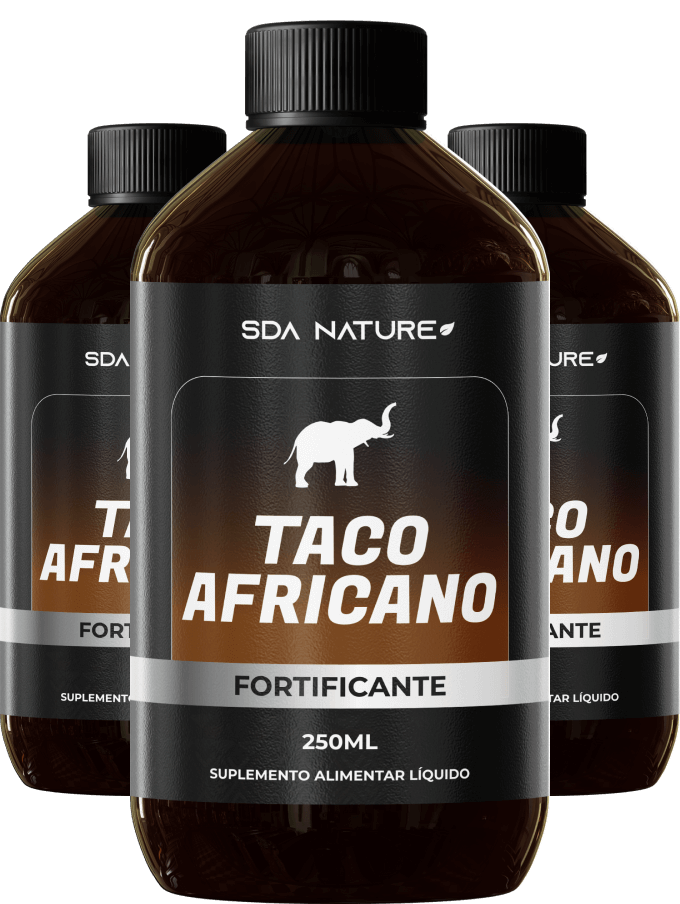 SDA NATURE
TACO
AFRICANO
FORTIFICANTE
250ML
SUPLEMENTO ALIMENTAR LÍQUIDO